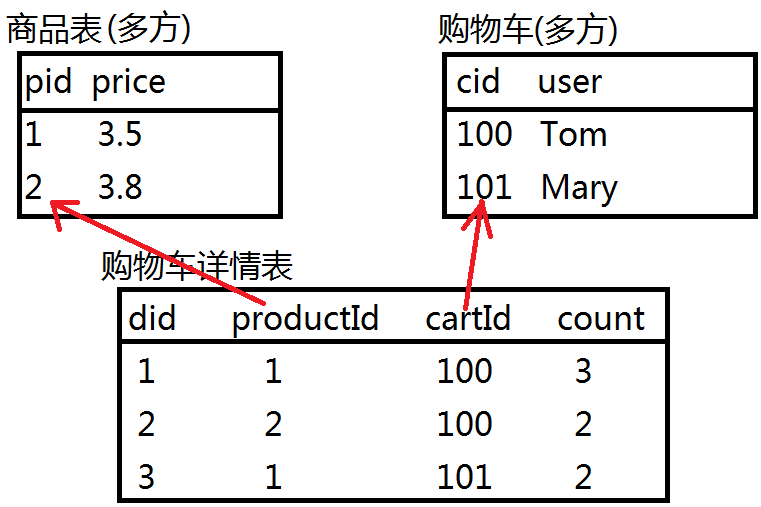 商品表(多方)
pid price
1 3.5
2 3.8
购物车(多方)
cid user
100 Tom
101 Mary
购物车详情表
did productId cartId count
1 1 100 3
2 2 100 2
3 1 101 2